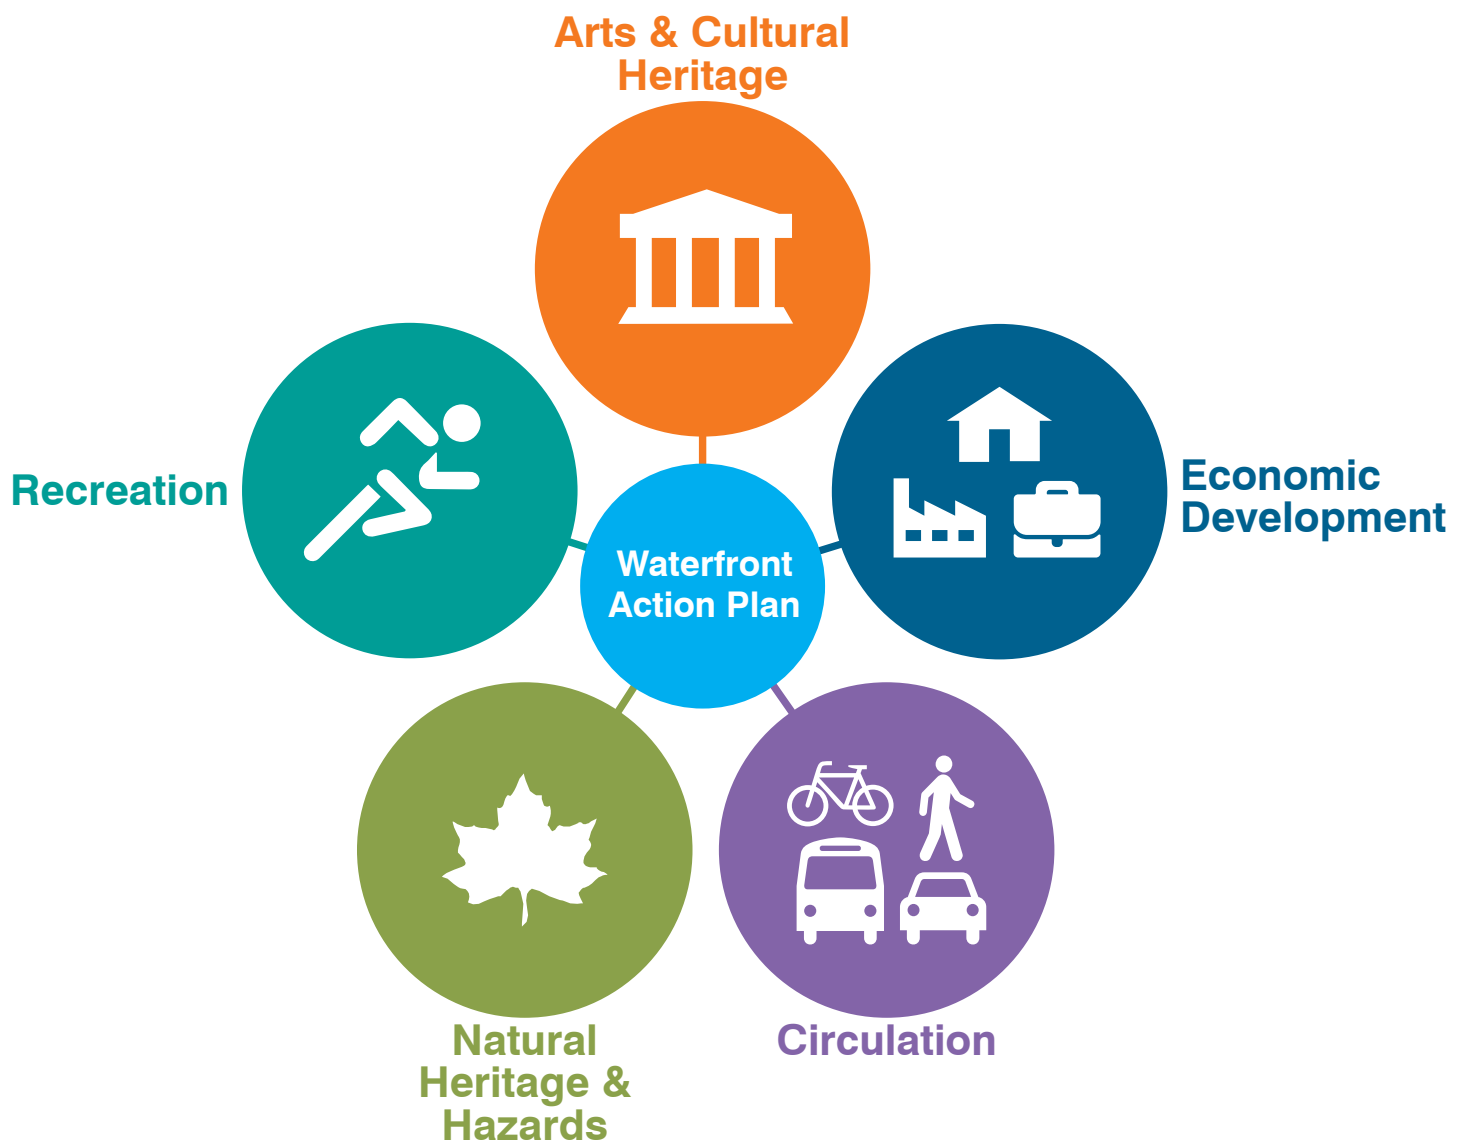 Arts & Cultural
Heritage
Recreation
Economic
Development
Waterfront
Action Plan
Natural
Heritage &
Hazards
Circulation